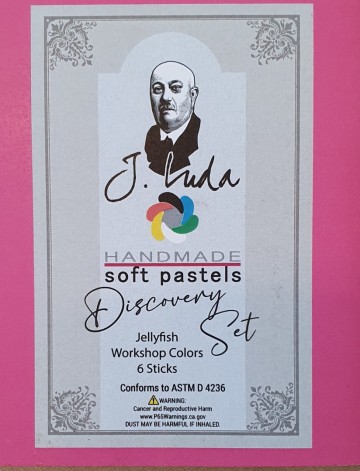 J. Luda
HANDMADE
soft pastels
Discovery
Set
Jellyfish
Workshop Colors
6 Sticks
Conforms to ASTM D 4236
WARNING:
Cancer and Reproductive Harm
www.P65Warnings.ca.gov
DUST MAY BE HARMFUL IF INHALED.